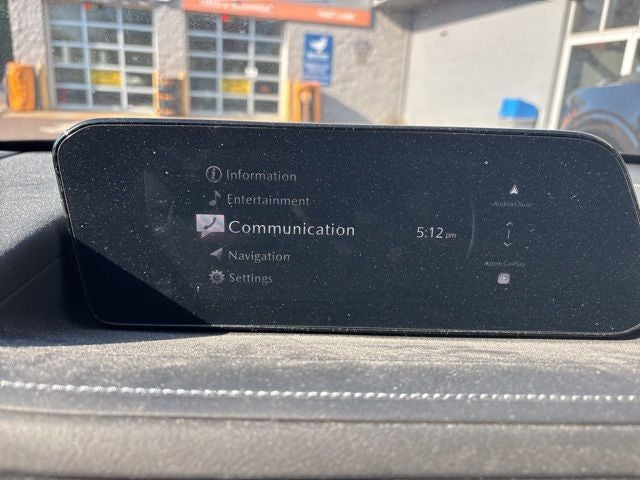 Information
Entertainment
Communication
Navigation
Settings
5:12 pm
Android Auto
Apple CarPlay